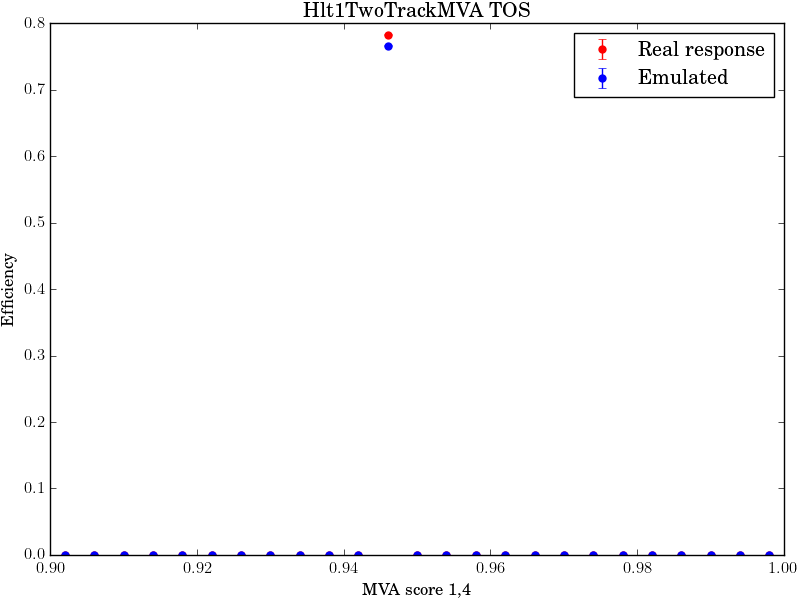 Hlt1TwoTrackMVA TOS
Real response
Emulated
Efficiency
0.8
0.7
0.6
0.5
0.4
0.3
0.2
0.1
0.0
0.90 0.92 0.94 0.96 0.98 1.00
MVA score 1,4